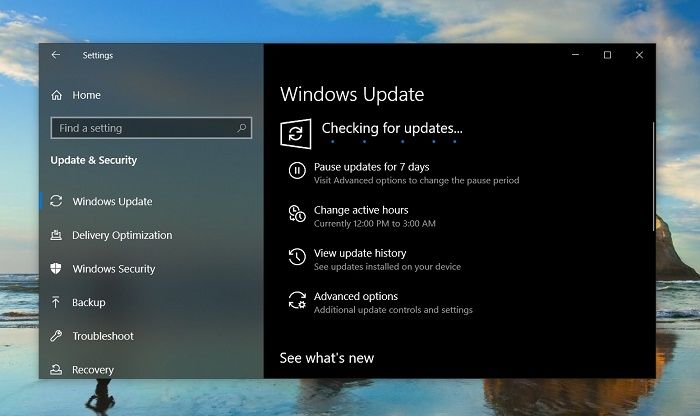 Settings
Home
Find a setting
Update & Security
Windows Update
Delivery Optimization
Windows Security
Backup
Troubleshoot
Recovery
Windows Update
Checking for updates...
Pause updates for 7 days
Visit Advanced options to change the pause period
Change active hours
Currently 12:00 PM to 3:00 AM
View update history
See updates installed on your device
Advanced options
Additional update controls and settings
See what's new